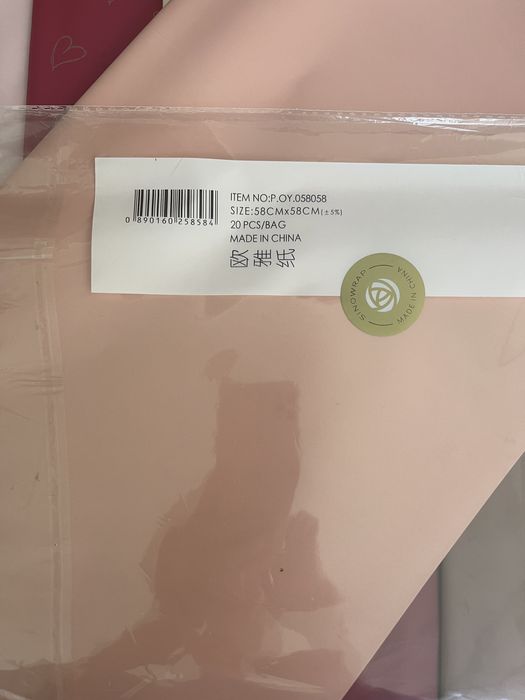 0 890160 258584
ITEM NO:P.OY.058058
SIZE:58CMx58CM(±5%)
20 PCS/BAG
MADE IN CHINA
欧雅纸
SINOWRAP
MADE IN CHINA